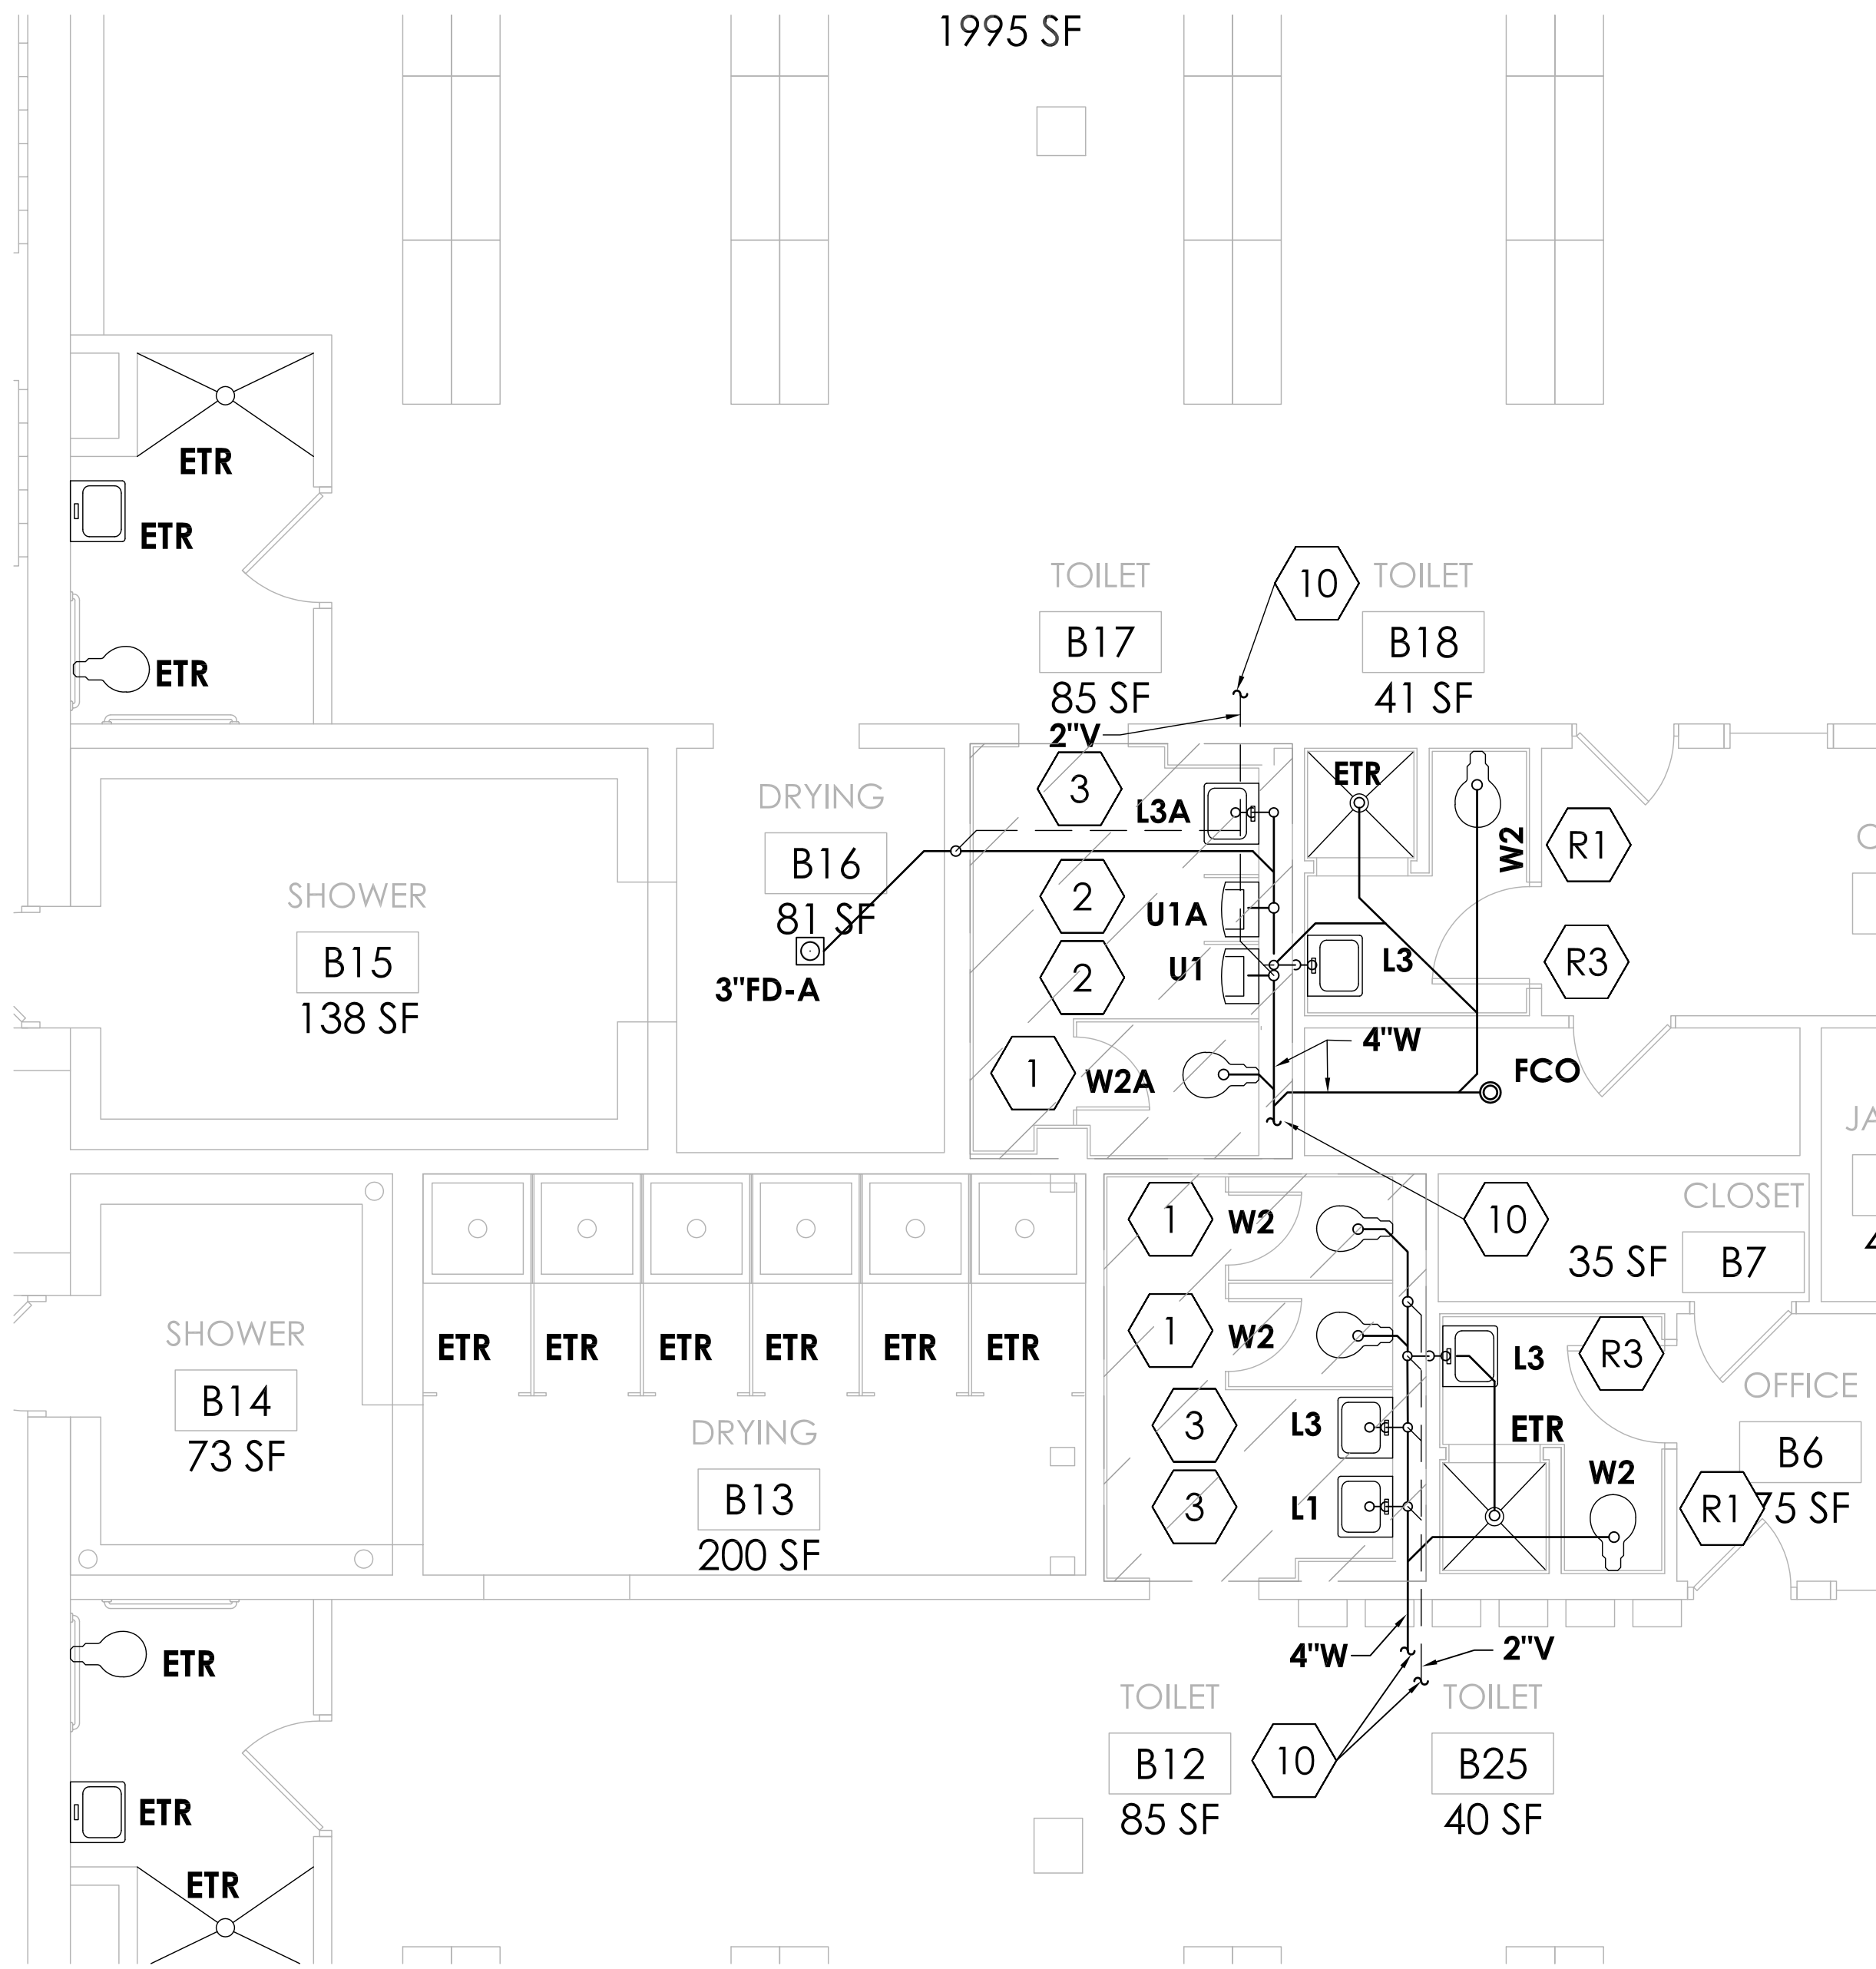 1995 SF
ETR
ETR
ETR
TOILET
B17
85 SF
10
TOILET
B18
41 SF
2"V
3
L3A
ETR
W2
R1
DRYING
B16
81 SF
3"FD-A
2
U1A
2
U1
L3
R3
SHOWER
B15
138 SF
4"W
1
W2A
FCO
1
W2
10
CLOSET
35 SF
B7
1
W2
L3
R3
SHOWER
B14
73 SF
ETR
ETR
ETR
ETR
ETR
ETR
DRYING
B13
200 SF
3
L3
ETR
OFFICE
B6
75 SF
3
L1
W2
R1
ETR
4"W
2"V
TOILET
B12
85 SF
10
TOILET
B25
40 SF
ETR
ETR